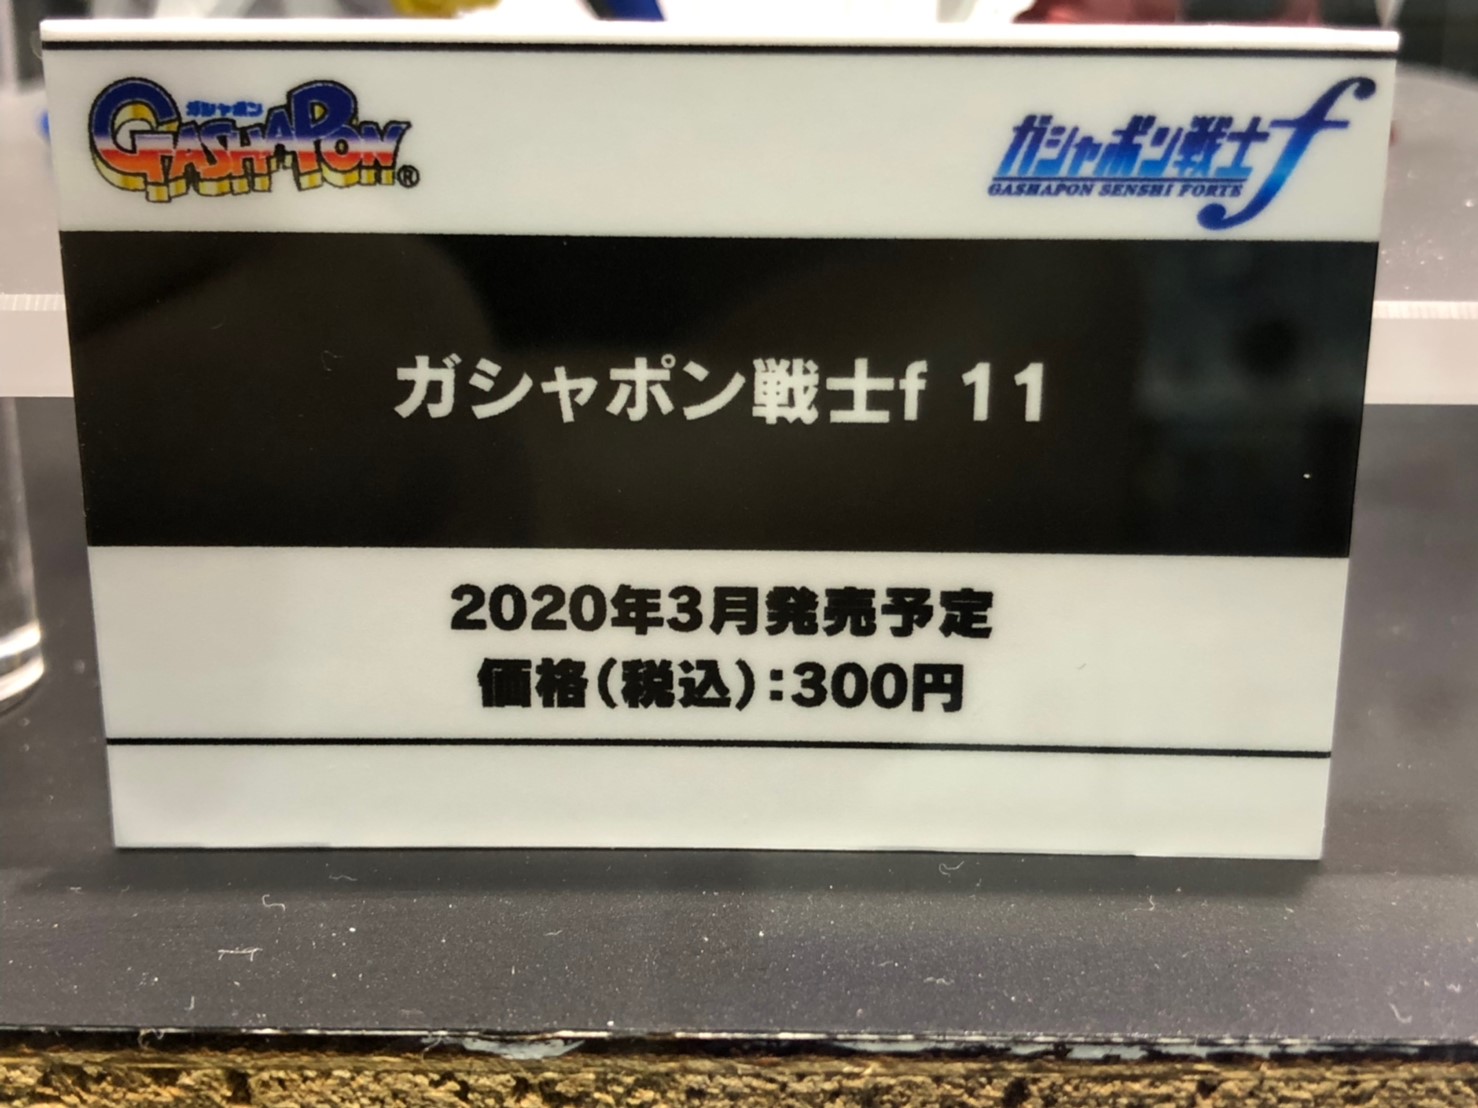 ガシャポン
GASHAPON®
ガシャポン戦士f
GASHAPON SENSHI FORTE
ガシャポン戦士f 11
2020年3月発売予定
価格(税込):300円